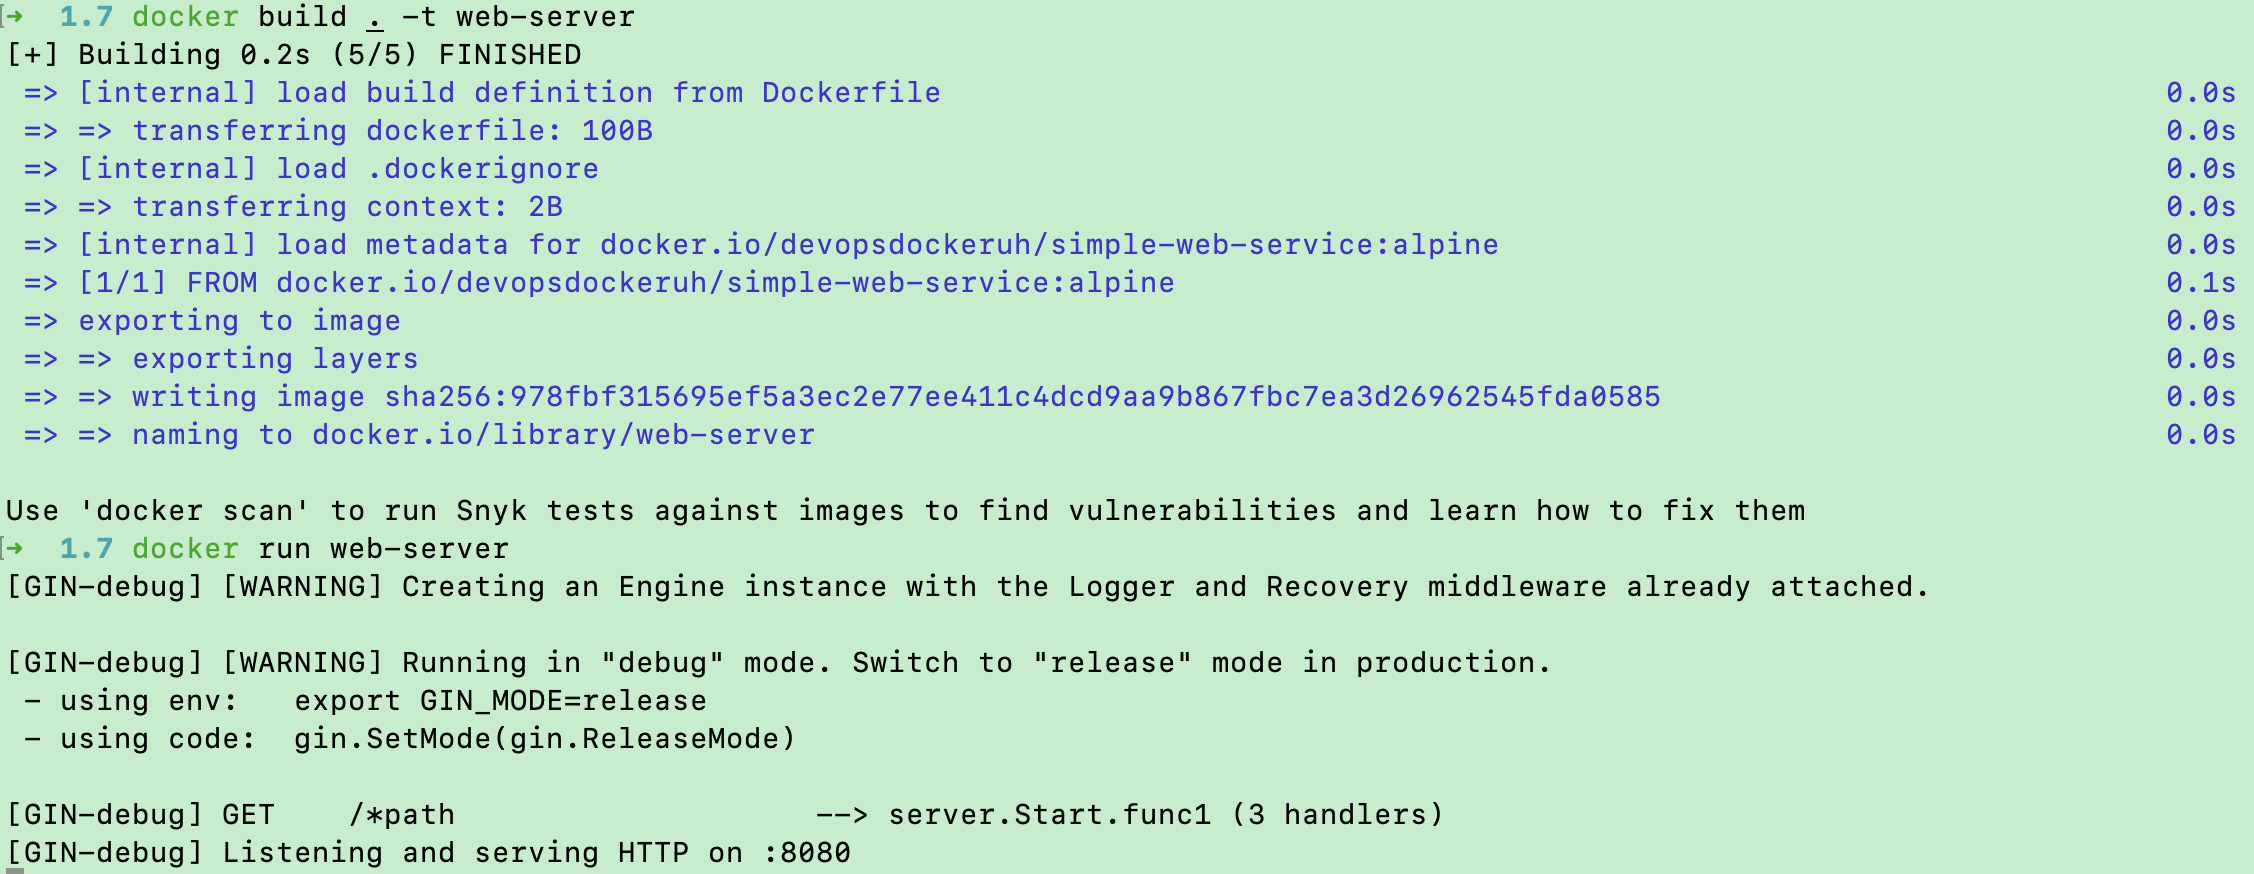 [→  1.7 docker build . -t web-server
[+] Building 0.2s (5/5) FINISHED
 => [internal] load build definition from Dockerfile 0.0s
 => => transferring dockerfile: 100B 0.0s
 => [internal] load .dockerignore 0.0s
 => => transferring context: 2B 0.0s
 => [internal] load metadata for docker.io/devopsdockeruh/simple-web-service:alpine 0.0s
 => [1/1] FROM docker.io/devopsdockeruh/simple-web-service:alpine 0.1s
 => exporting to image 0.0s
 => => exporting layers 0.0s
 => => writing image sha256:978fbf315695ef5a3ec2e77ee411c4dcd9aa9b867fbc7ea3d26962545fda0585 0.0s
 => => naming to docker.io/library/web-server 0.0s
Use 'docker scan' to run Snyk tests against images to find vulnerabilities and learn how to fix them
[→  1.7 docker run web-server
[GIN-debug] [WARNING] Creating an Engine instance with the Logger and Recovery middleware already attached.
[GIN-debug] [WARNING] Running in "debug" mode. Switch to "release" mode in production.
 - using env:   export GIN_MODE=release
 - using code:  gin.SetMode(gin.ReleaseMode)
[GIN-debug] GET    /*path                    --> server.Start.func1 (3 handlers)
[GIN-debug] Listening and serving HTTP on :8080